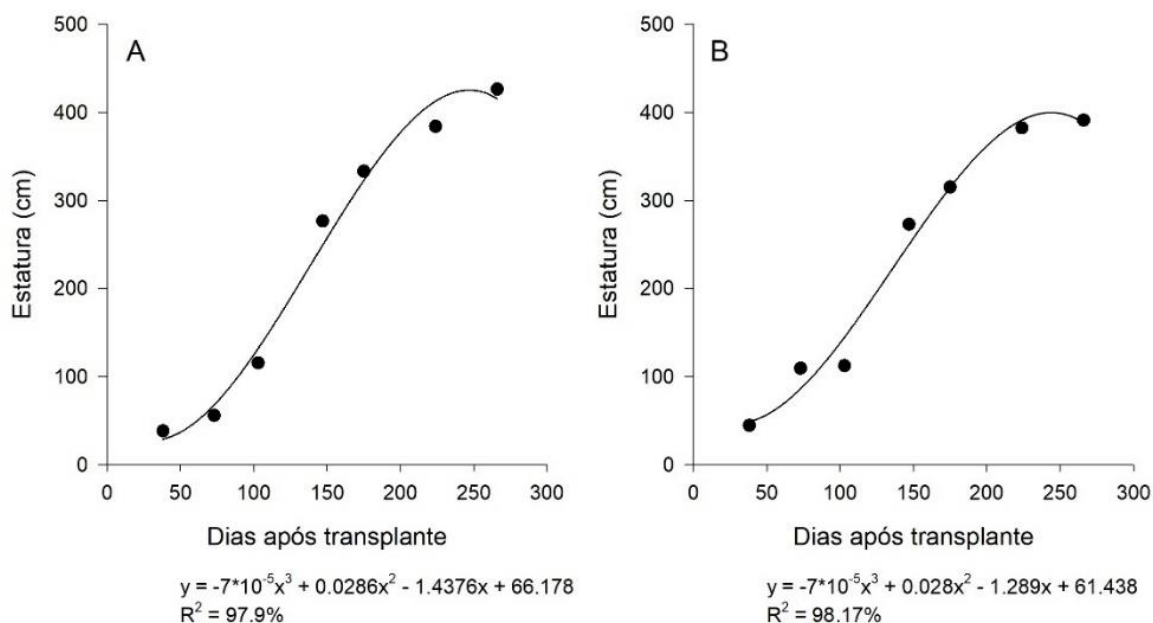 A
500
400
300
200
100
0
Estatura (cm)
0 50 100 150 200 250 300
Dias após transplante
y = -7*10⁻⁵x³ + 0.0286x² - 1.4376x + 66.178
R² = 97.9%
B
500
400
300
200
100
0
Estatura (cm)
0 50 100 150 200 250 300
Dias após transplante
y = -7*10⁻⁵x³ + 0.028x² - 1.289x + 61.438
R² = 98.17%